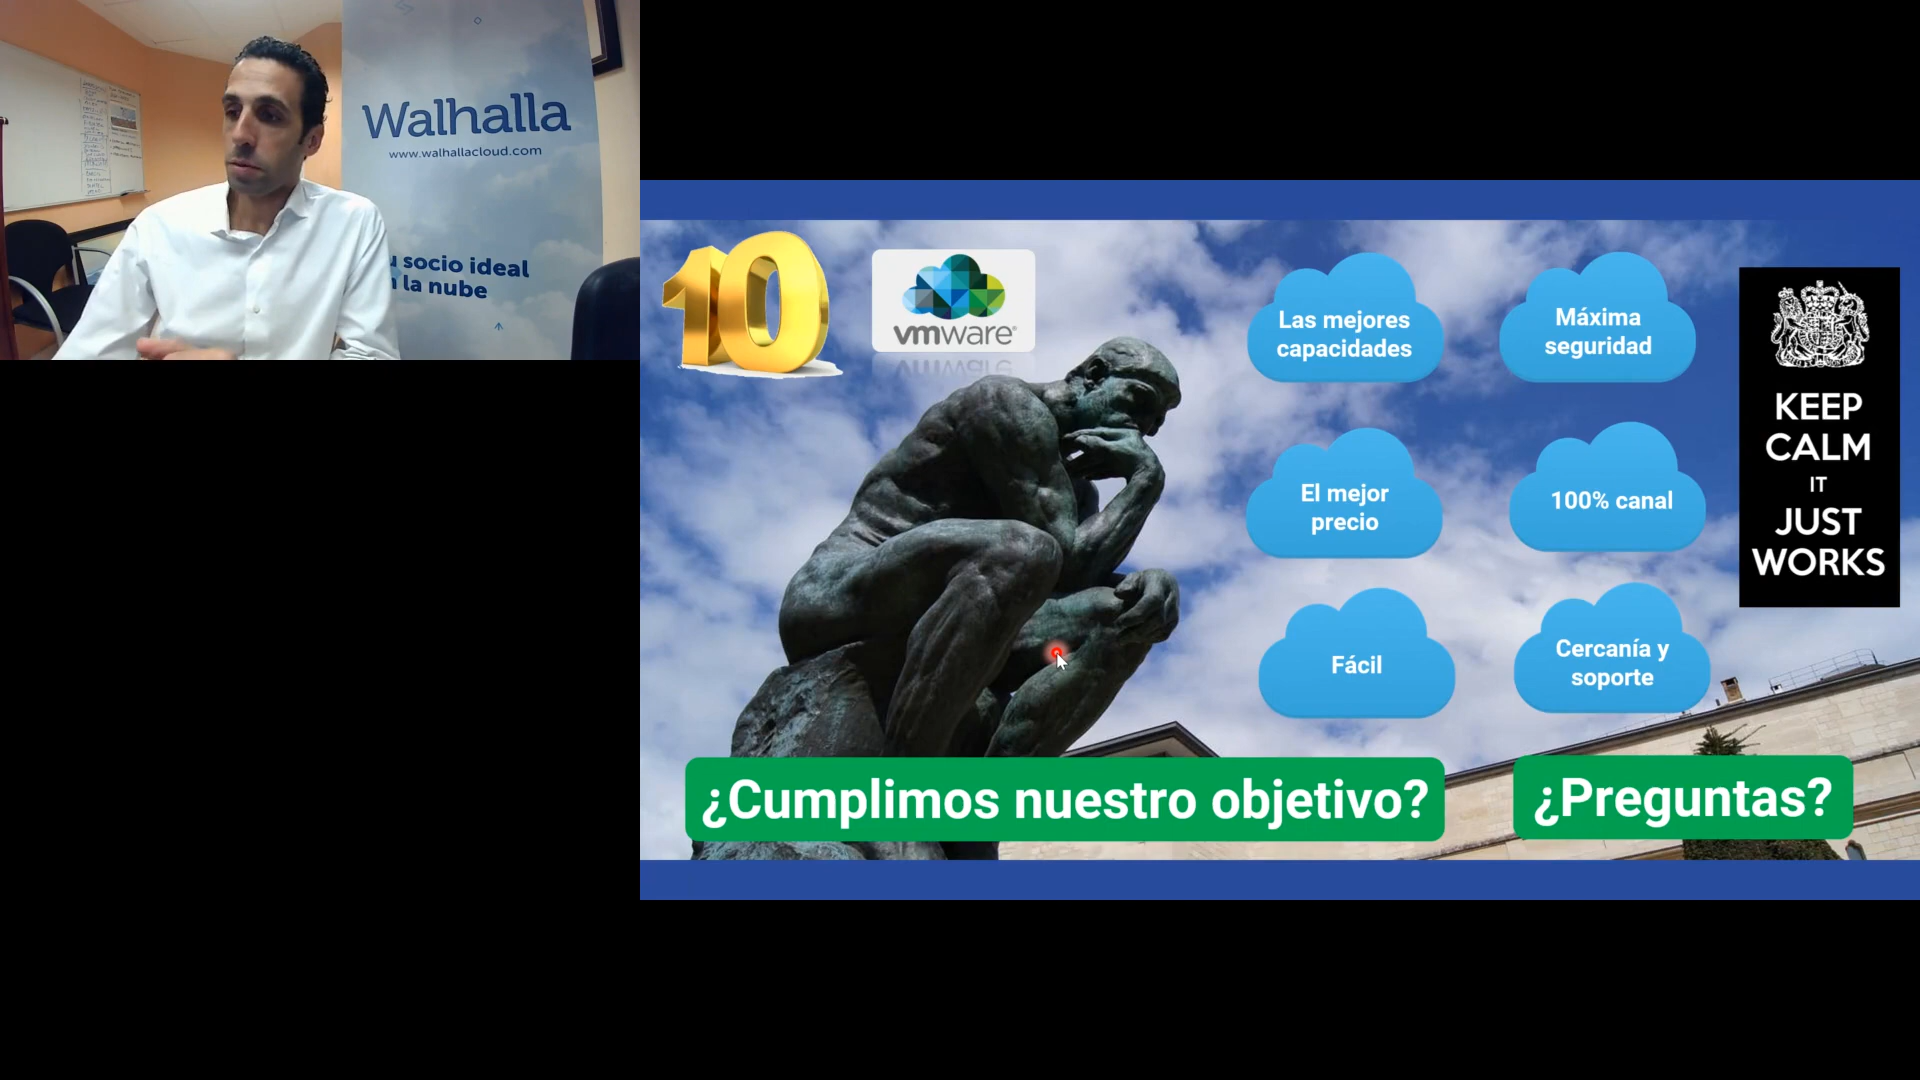 Walhalla
www.walhallacloud.com
socio ideal
la nube
10
vmware®
Las mejores
capacidades
Máxima
seguridad
El mejor
precio
100% canal
Fácil
Cercanía y
soporte
KEEP
CALM
IT
JUST
WORKS
¿Cumplimos nuestro objetivo?
¿Preguntas?